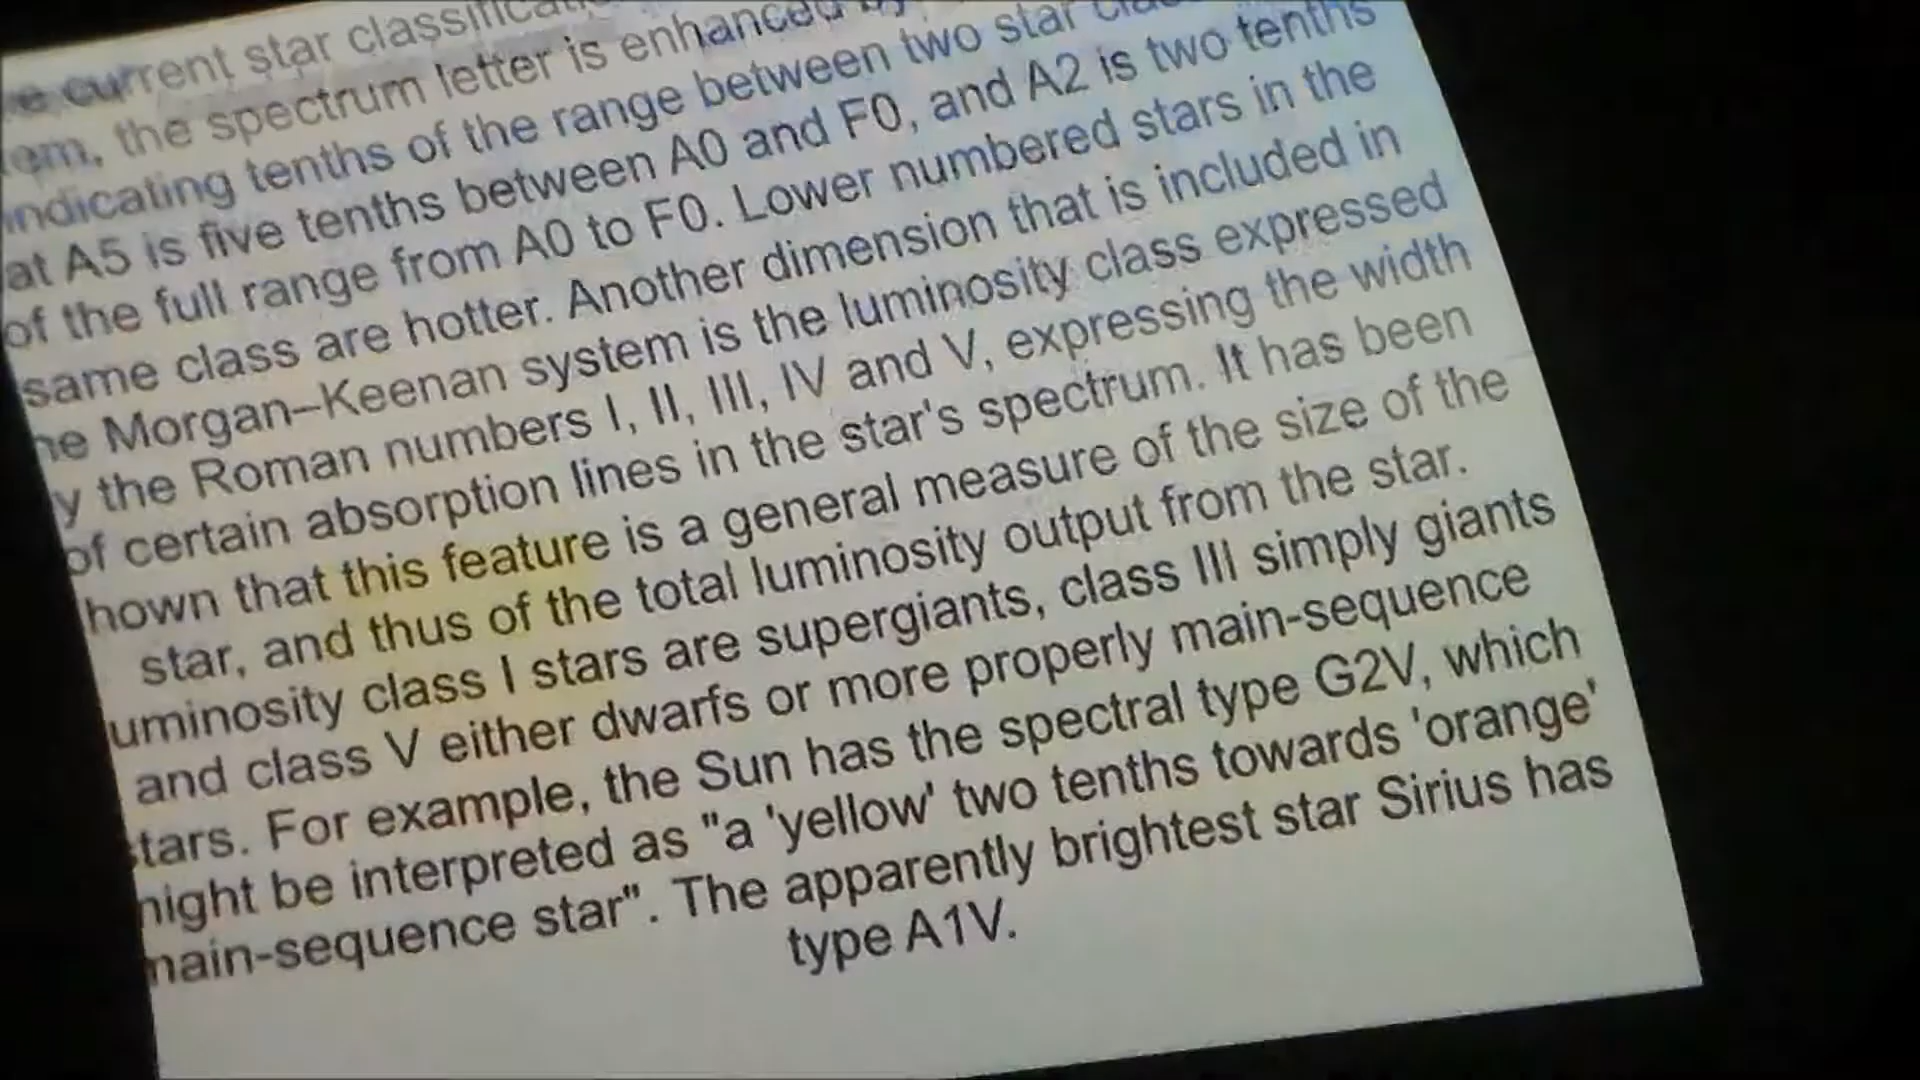 current star
the spectrum letter is enhanced by
indicating tenths of the range between two star
at A5 is five tenths between A0 and F0, and A2 is two tenths
of the full range from A0 to F0. Lower numbered stars in the
same class are hotter. Another dimension that is included in
Morgan–Keenan system is the luminosity class expressed
y the Roman numbers I, II, III, IV and V, expressing the width
of certain absorption lines in the star's spectrum. It has been
hown that this feature is a general measure of the size of the
star, and thus of the total luminosity output from the star.
uminosity class I stars are supergiants, class III simply giants
and class V either dwarfs or more properly main-sequence
tars. For example, the Sun has the spectral type G2V, which
ight be interpreted as "a 'yellow' two tenths towards 'orange'
main-sequence star". The apparently brightest star Sirius has
type A1V.